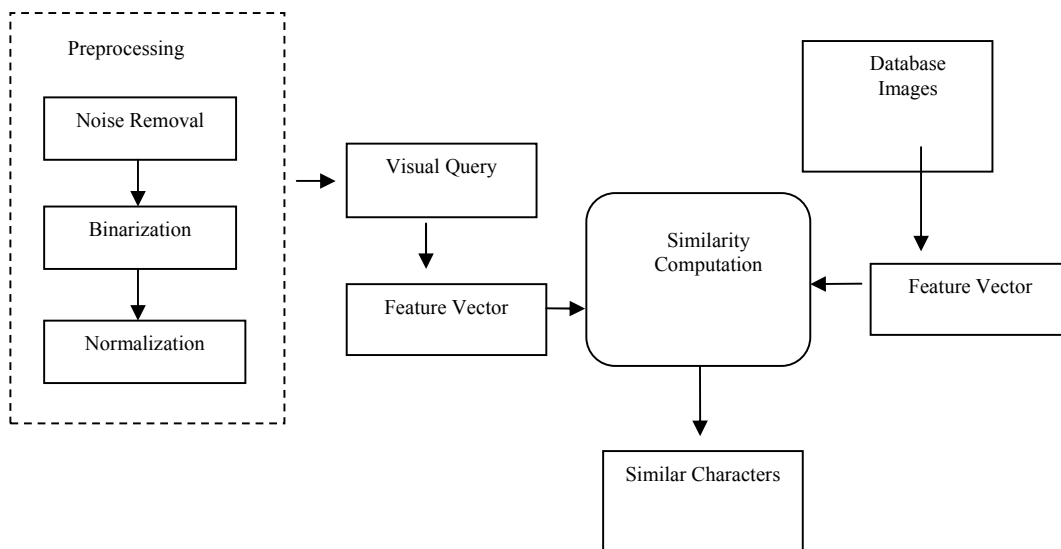 Preprocessing
Noise Removal
Binarization
Normalization
Visual Query
Feature Vector
Database
Images
Similarity
Computation
Feature Vector
Similar Characters